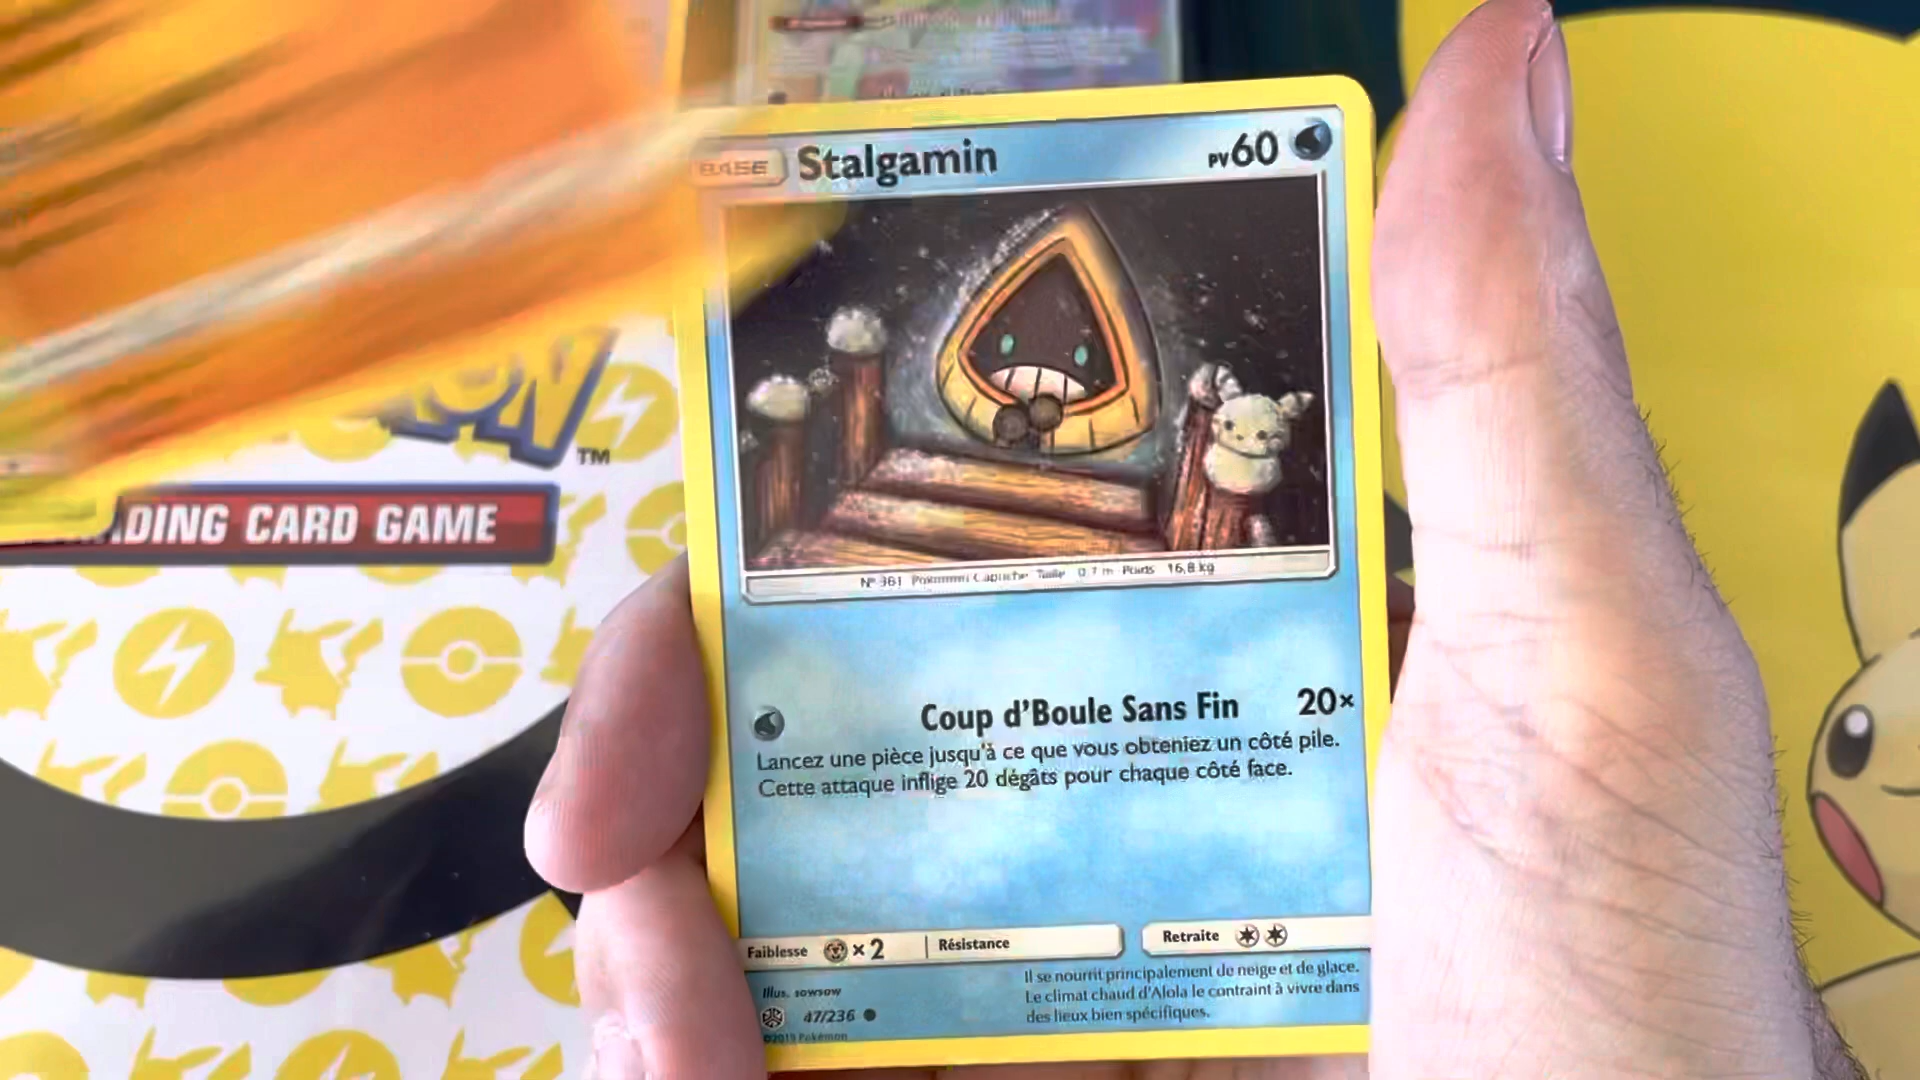 BASE Stalgamin PV60
N° 361 Pokémon Capuche Taille 0,7 m Poids 16,8 kg
Coup d'Boule Sans Fin 20×
Lancez une pièce jusqu'à ce que vous obteniez un côté pile.
Cette attaque inflige 20 dégâts pour chaque côté face.
Faiblesse × 2 Résistance Retraite
Il se nourrit principalement de neige et de glace.
Le climat chaud d'Alola le contraint à vivre dans
des lieux bien spécifiques.
Illus. sowsow
47/236
©2019 Pokémon
TM
DING CARD GAME